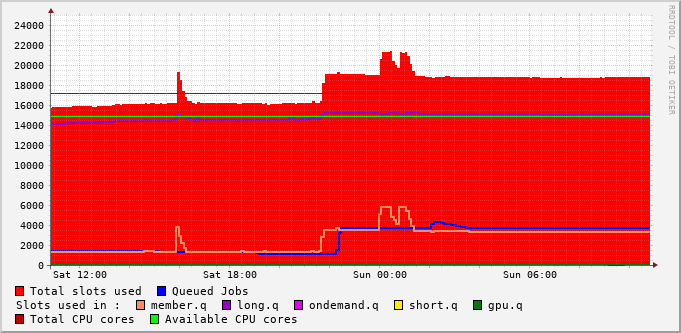 24000
22000
20000
18000
16000
14000
12000
10000
8000
6000
4000
2000
0
Sat 12:00 Sat 18:00 Sun 00:00 Sun 06:00
Total slots used Queued Jobs
Slots used in : member.q long.q ondemand.q short.q gpu.q
Total CPU cores Available CPU cores
RRDTOOL / TOBI OETIKER